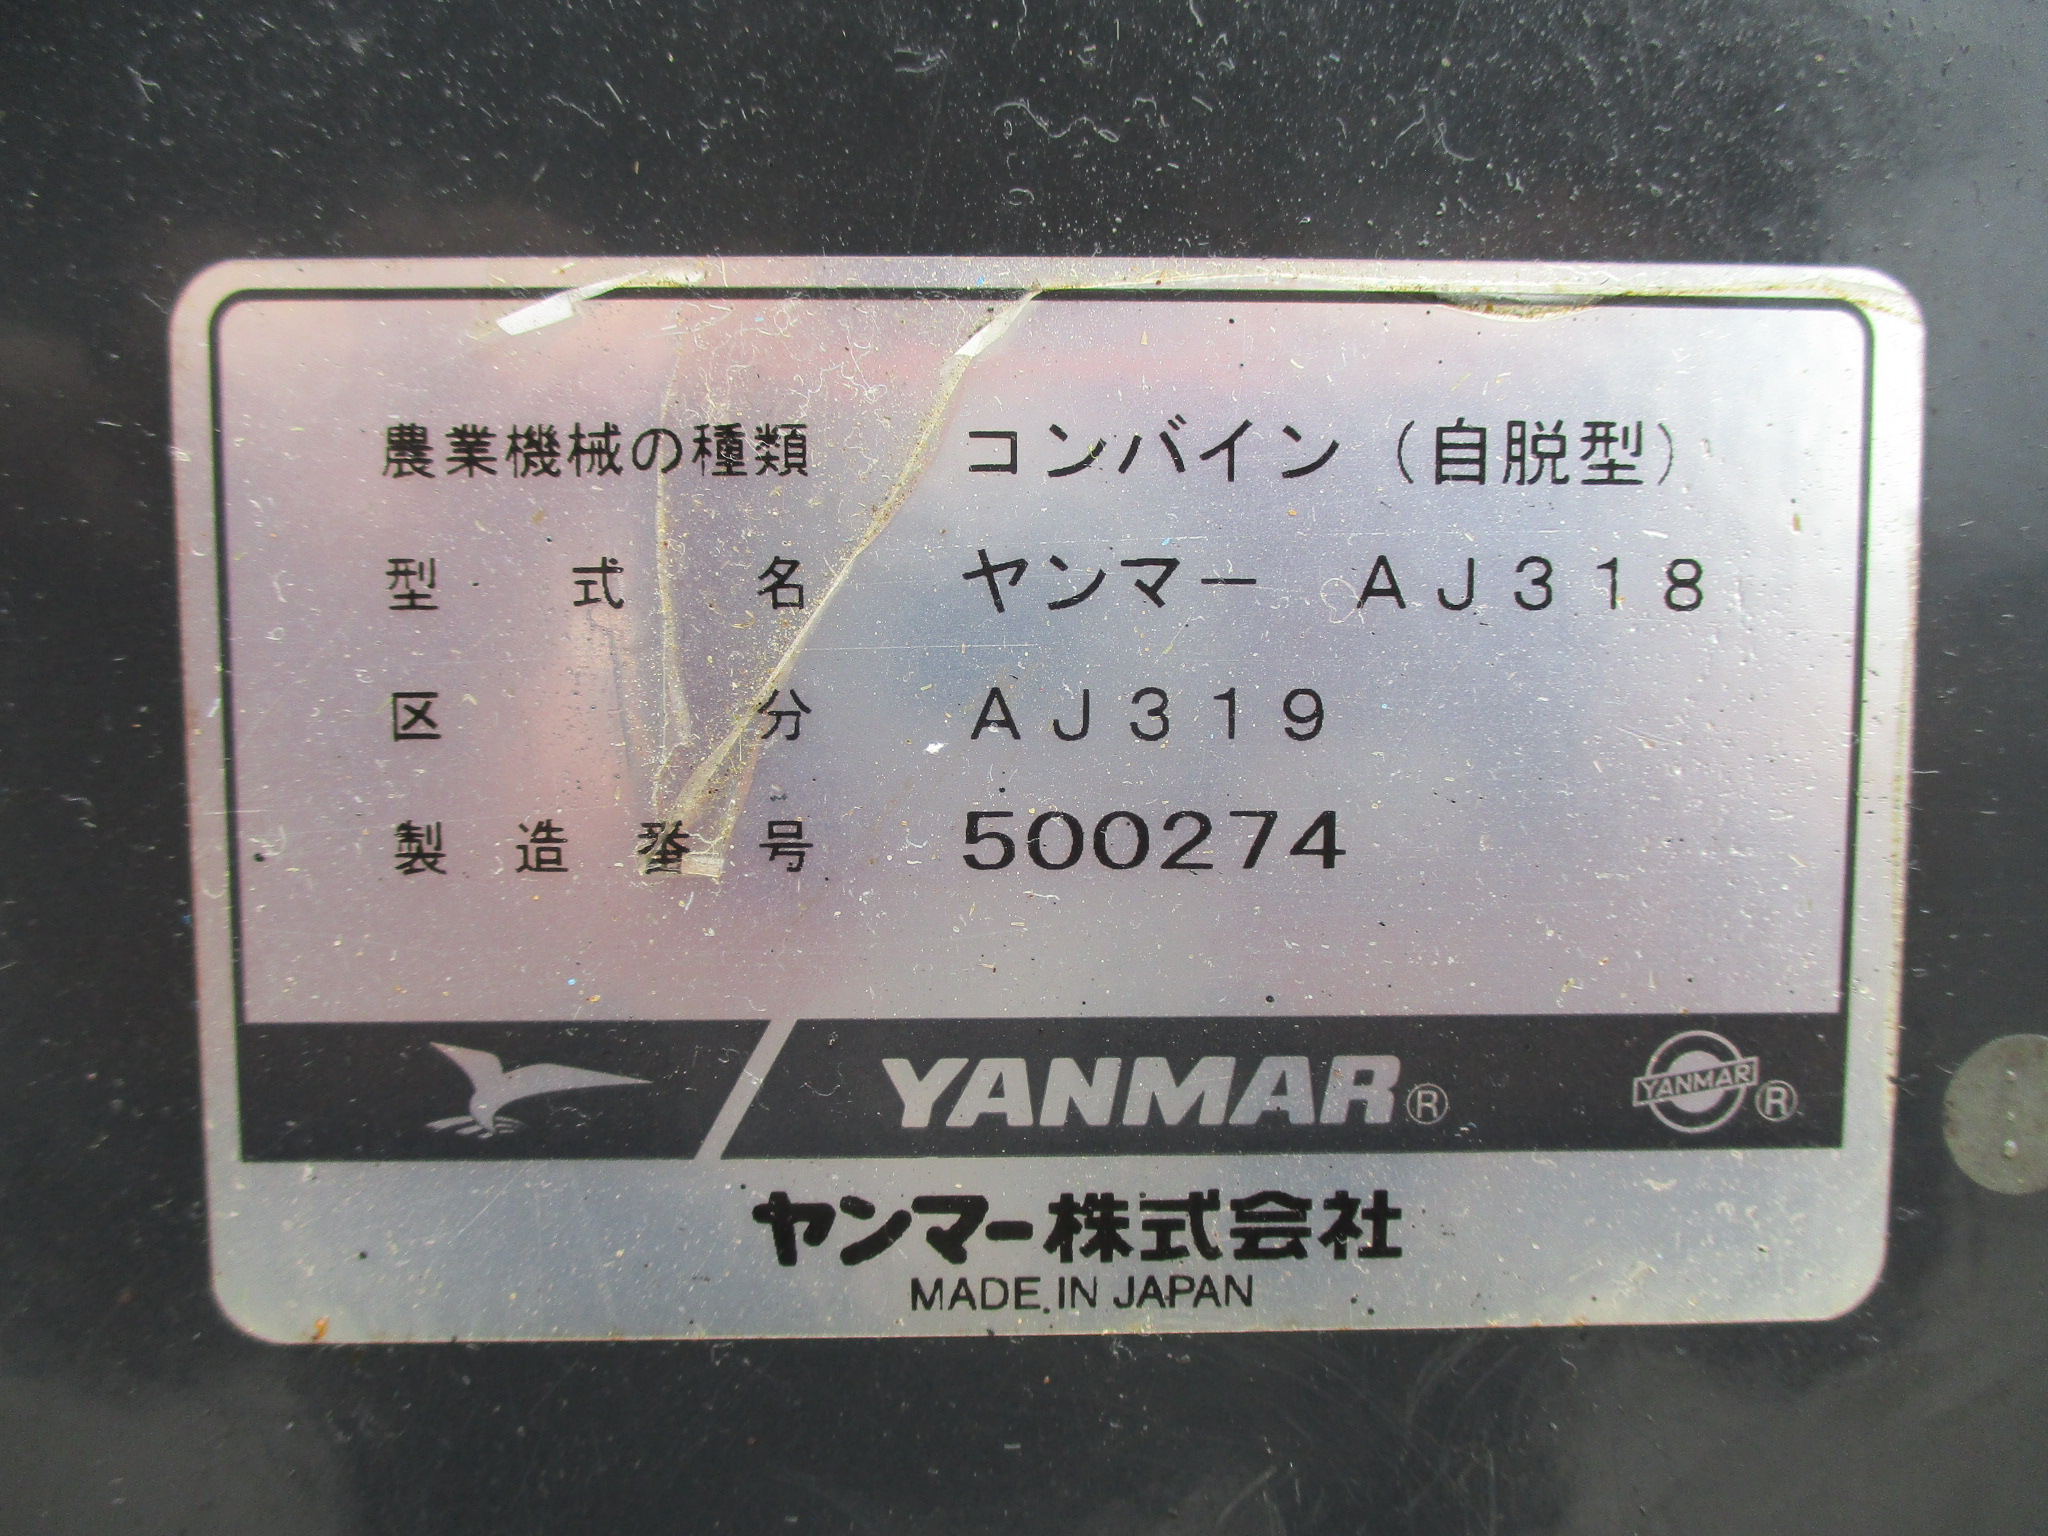 農業機械の種類 コンバイン（自脱型）
型式名 ヤンマー ＡＪ３１８
区分 ＡＪ３１９
製造番号 500274
YANMAR® YANMAR®
ヤンマー株式会社
MADE IN JAPAN